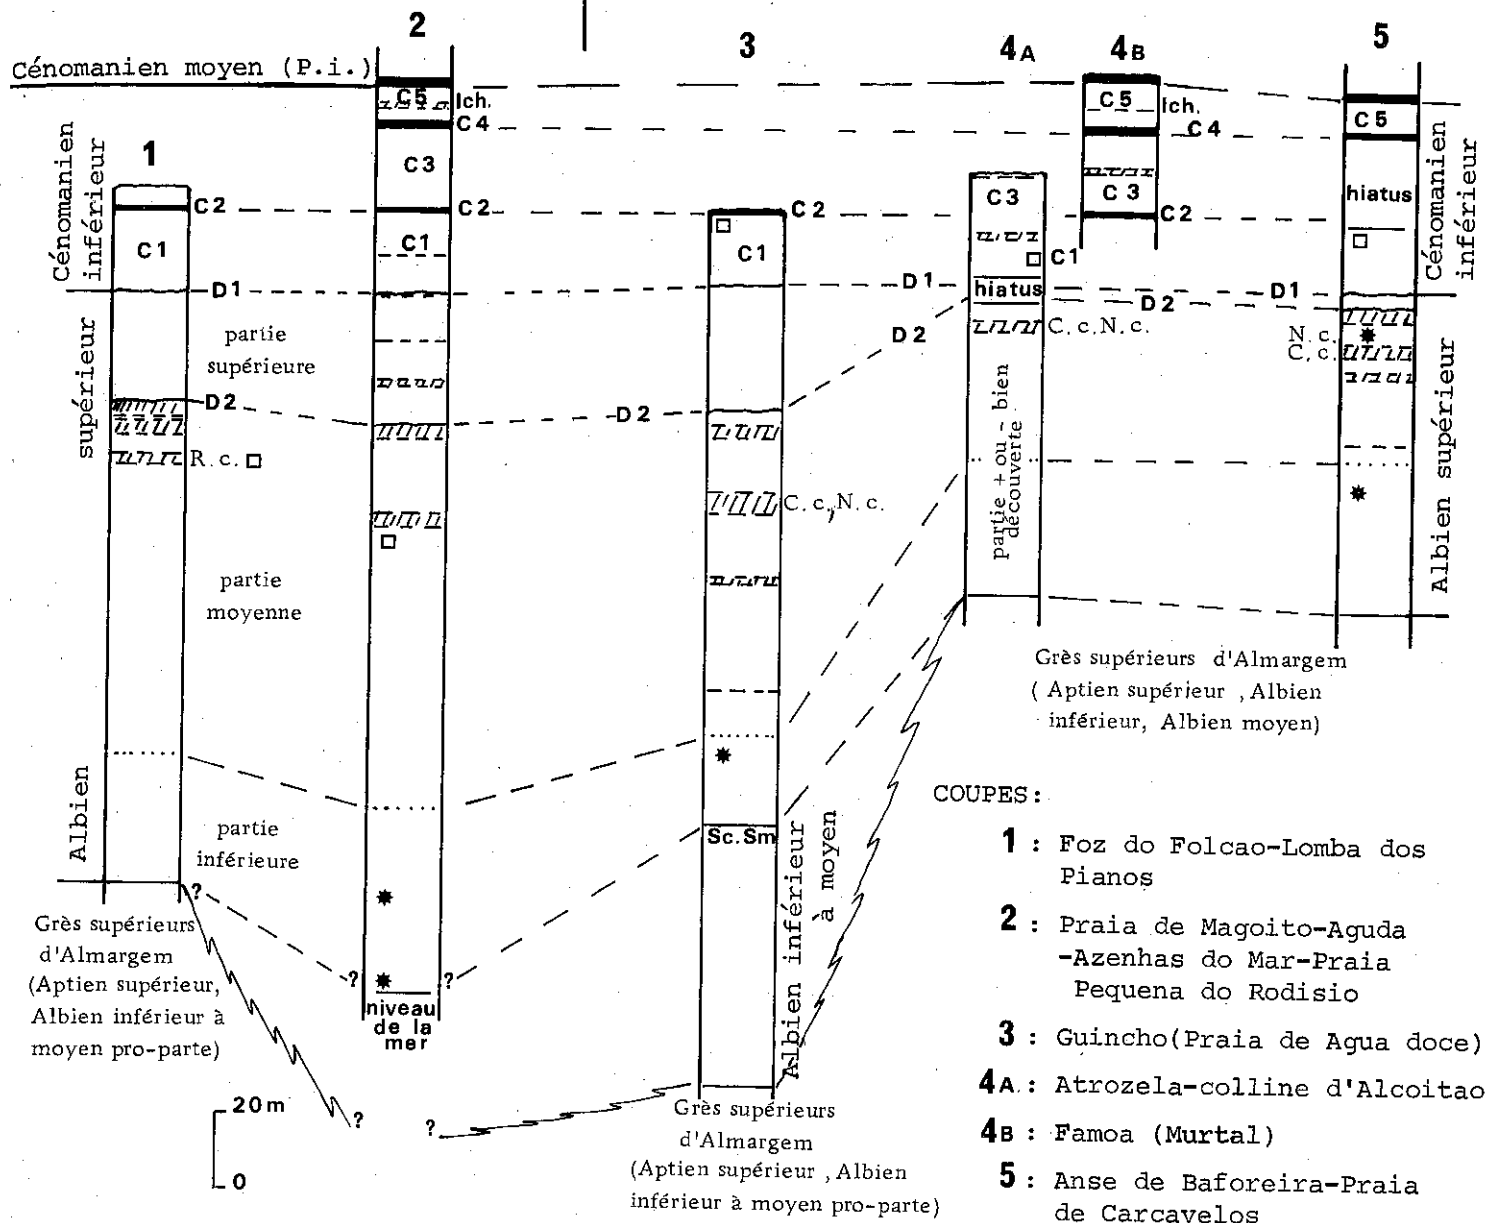 2
3
4A
4B
5
Cénomanien moyen (P.i.)
1
Cénomanien
inférieur
C5
Ich.
C4
C3
C2
C1
D1
C2
C1
C2
C1
D1
C3
C1
hiatus
D2
C.c.N.c.
C5
Ich.
C4
C3
C2
D1
C5
hiatus
Cénomanien
inférieur
supérieur
partie
supérieure
D2
D2
D2
R.c.
C.c,N.c.
N.c.
C.c.
partie + ou - bien
découverte
Albien supérieur
partie
moyenne
Albien
partie
inférieure
Sc.Sm
Albien inférieur
à moyen
?
?
?
?
?
niveau
de la
mer
Grès supérieurs
d'Almargem
(Aptien supérieur,
Albien inférieur à
moyen pro-parte)
Grès supérieurs
d'Almargem
(Aptien supérieur , Albien
inférieur à moyen pro-parte)
Grès supérieurs d'Almargem
( Aptien supérieur , Albien
inférieur, Albien moyen)
20m
0
COUPES:
1 : Foz do Folcao-Lomba dos
Pianos
2 : Praia de Magoito-Aguda
-Azenhas do Mar-Praia
Pequena do Rodisio
3 : Guincho(Praia de Agua doce)
4A : Atrozela-colline d'Alcoitao
4B : Famoa (Murtal)
5 : Anse de Baforeira-Praia
de Carcavelos